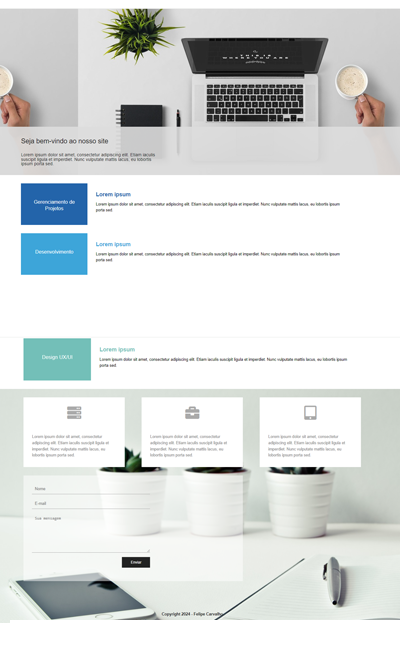 THIS IS
WHERE YOU ARE
Seja bem-vindo ao nosso site
Lorem ipsum dolor sit amet, consectetur adipiscing elit. Etiam
suscipit ligula et imperdiet. Nunc vulputate mattis lacus, eu lobortis
ipsum porta sed
Gerenciamento de
Projetos
Lorem ipsum
Lorem ipsum dolor sit amet, consectetur adipiscing elit. Etiam iaculis suscipit ligula et imperdiet. Nunc vulputate mattis lacus, eu lobortis ipsum
porta sed
Desenvolvimento
Lorem ipsum
Lorem ipsum dolor sit amet, consectetur adipiscing elit. Etiam iaculis suscipit ligula et imperdiet. Nunc vulputate mattis lacus, eu lobortis ipsum
porta sed
Design UX/UI
Lorem ipsum
Lorem ipsum dolor sit amet, consectetur adipiscing elit. Etiam iaculis suscipit ligula et imperdiet. Nunc vulputate mattis lacus, eu lobortis ipsum
porta sed
Lorem ipsum dolor sit amet, consectetur
adipiscing elit. Etiam suscipit ligula et
imperdiet. Nunc vulputate mattis lacus, eu
lobortis ipsum porta sed
Lorem ipsum dolor sit amet, consectetur
adipiscing elit. Etiam suscipit ligula et
imperdiet. Nunc vulputate mattis lacus, eu
lobortis ipsum porta sed
Lorem ipsum dolor sit amet, consectetur
adipiscing elit. Etiam suscipit ligula et
imperdiet. Nunc vulputate mattis lacus, eu
lobortis ipsum porta sed
Nome
E-mail
Sua mensagem
Enviar
Copyright 2024 - Felipe Carvalho